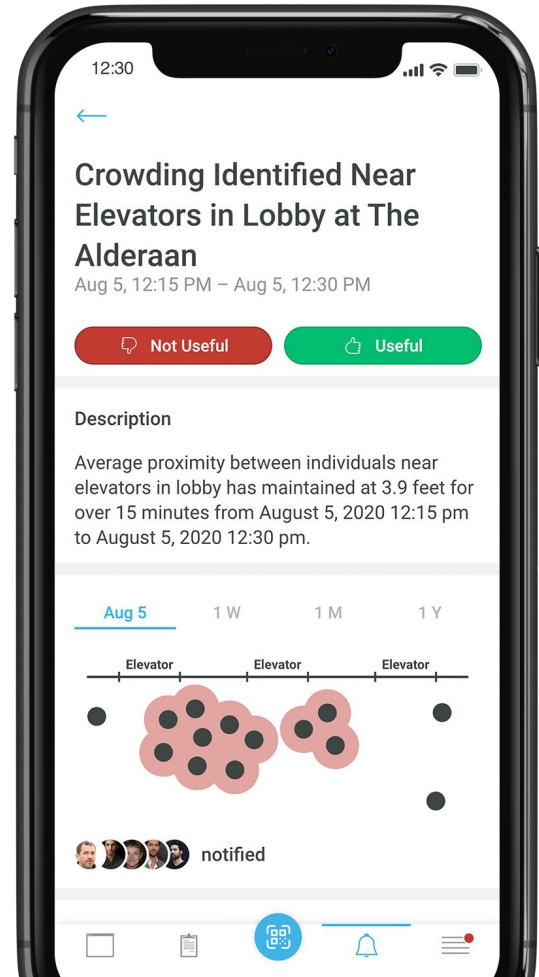 12:30
Crowding Identified Near
Elevators in Lobby at The
Alderaan
Aug 5, 12:15 PM – Aug 5, 12:30 PM
Not Useful
Useful
Description
Average proximity between individuals near
elevators in lobby has maintained at 3.9 feet for
over 15 minutes from August 5, 2020 12:15 pm
to August 5, 2020 12:30 pm.
Aug 5 1 W 1 M 1 Y
Elevator Elevator Elevator
notified